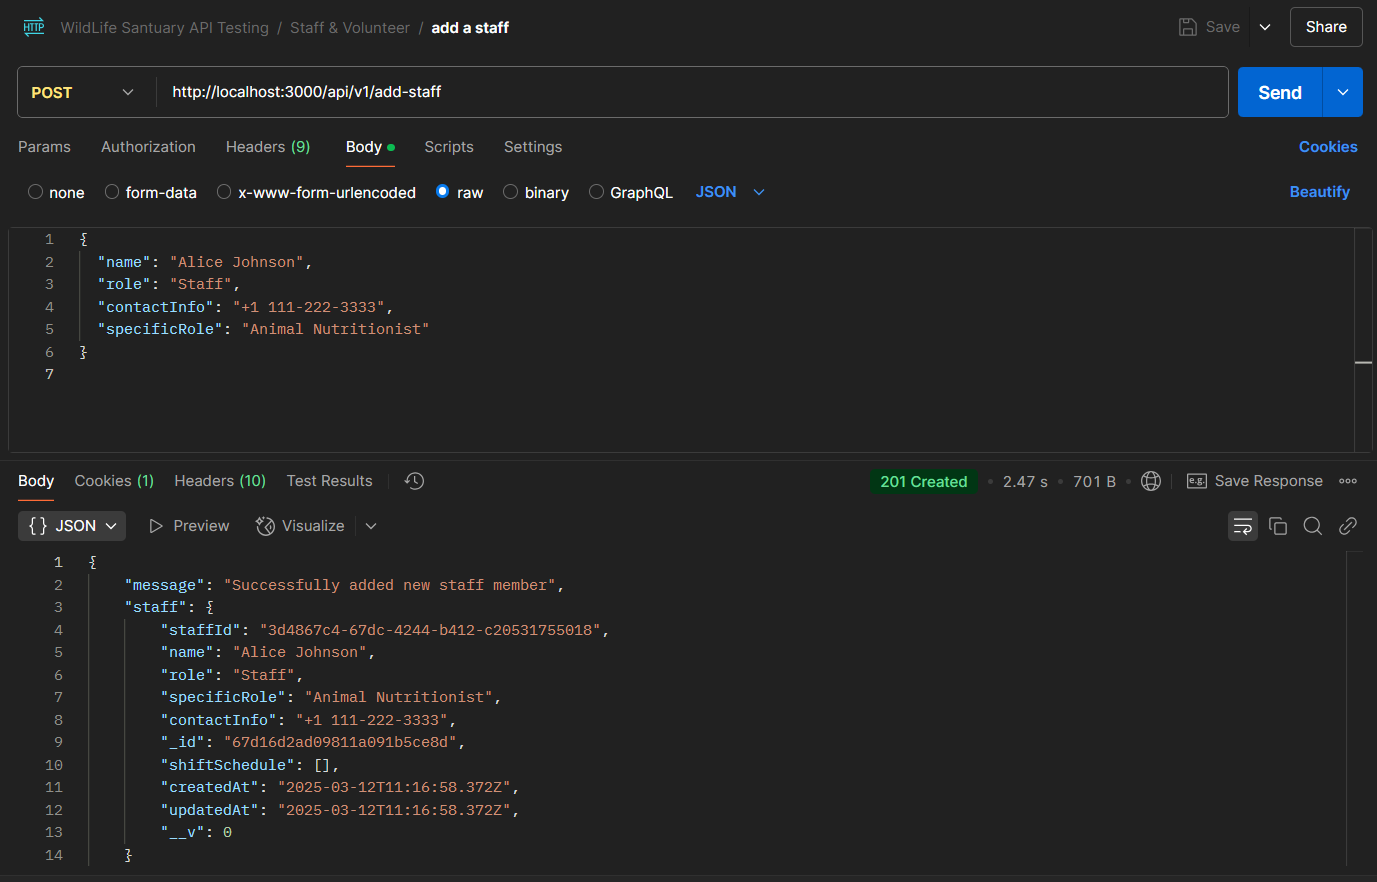 HTTP WildLife Santuary API Testing / Staff & Volunteer / add a staff Save Share
POST http://localhost:3000/api/v1/add-staff Send
Params Authorization Headers (9) Body Scripts Settings Cookies
none form-data x-www-form-urlencoded raw binary GraphQL JSON Beautify
1 {
2 "name": "Alice Johnson",
3 "role": "Staff",
4 "contactInfo": "+1 111-222-3333",
5 "specificRole": "Animal Nutritionist"
6 }
7
Body Cookies (1) Headers (10) Test Results 201 Created • 2.47 s • 701 B • e.g. Save Response
{} JSON Preview Visualize
1 {
2 "message": "Successfully added new staff member",
3 "staff": {
4 "staffId": "3d4867c4-67dc-4244-b412-c20531755018",
5 "name": "Alice Johnson",
6 "role": "Staff",
7 "specificRole": "Animal Nutritionist",
8 "contactInfo": "+1 111-222-3333",
9 "_id": "67d16d2ad09811a091b5ce8d",
10 "shiftSchedule": [],
11 "createdAt": "2025-03-12T11:16:58.372Z",
12 "updatedAt": "2025-03-12T11:16:58.372Z",
13 "__v": 0
14 }